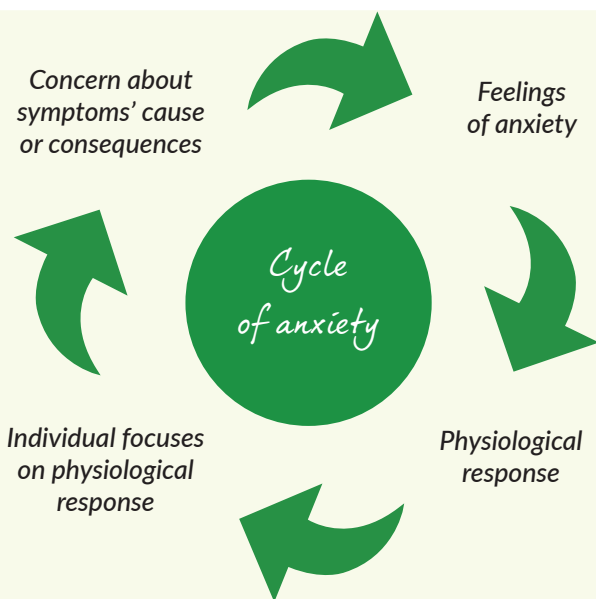 Concern about
symptoms’ cause
or consequences
Feelings
of anxiety
Cycle
of anxiety
Individual focuses
on physiological
response
Physiological
response